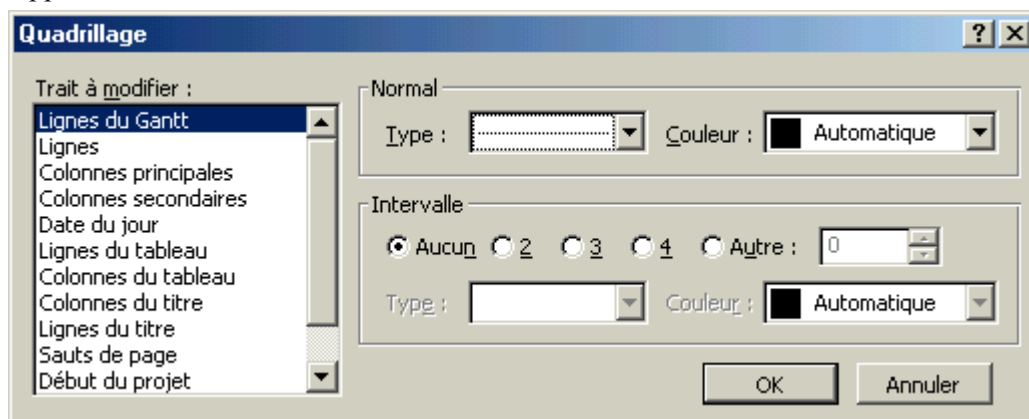 Quadrillage
Trait à modifier :
Lignes du Gantt
Lignes
Colonnes principales
Colonnes secondaires
Date du jour
Lignes du tableau
Colonnes du tableau
Colonnes du titre
Lignes du titre
Sauts de page
Début du projet
Normal
Type : Couleur : Automatique
Intervalle
Aucun 2 3 4 Autre : 0
Type : Couleur : Automatique
OK Annuler